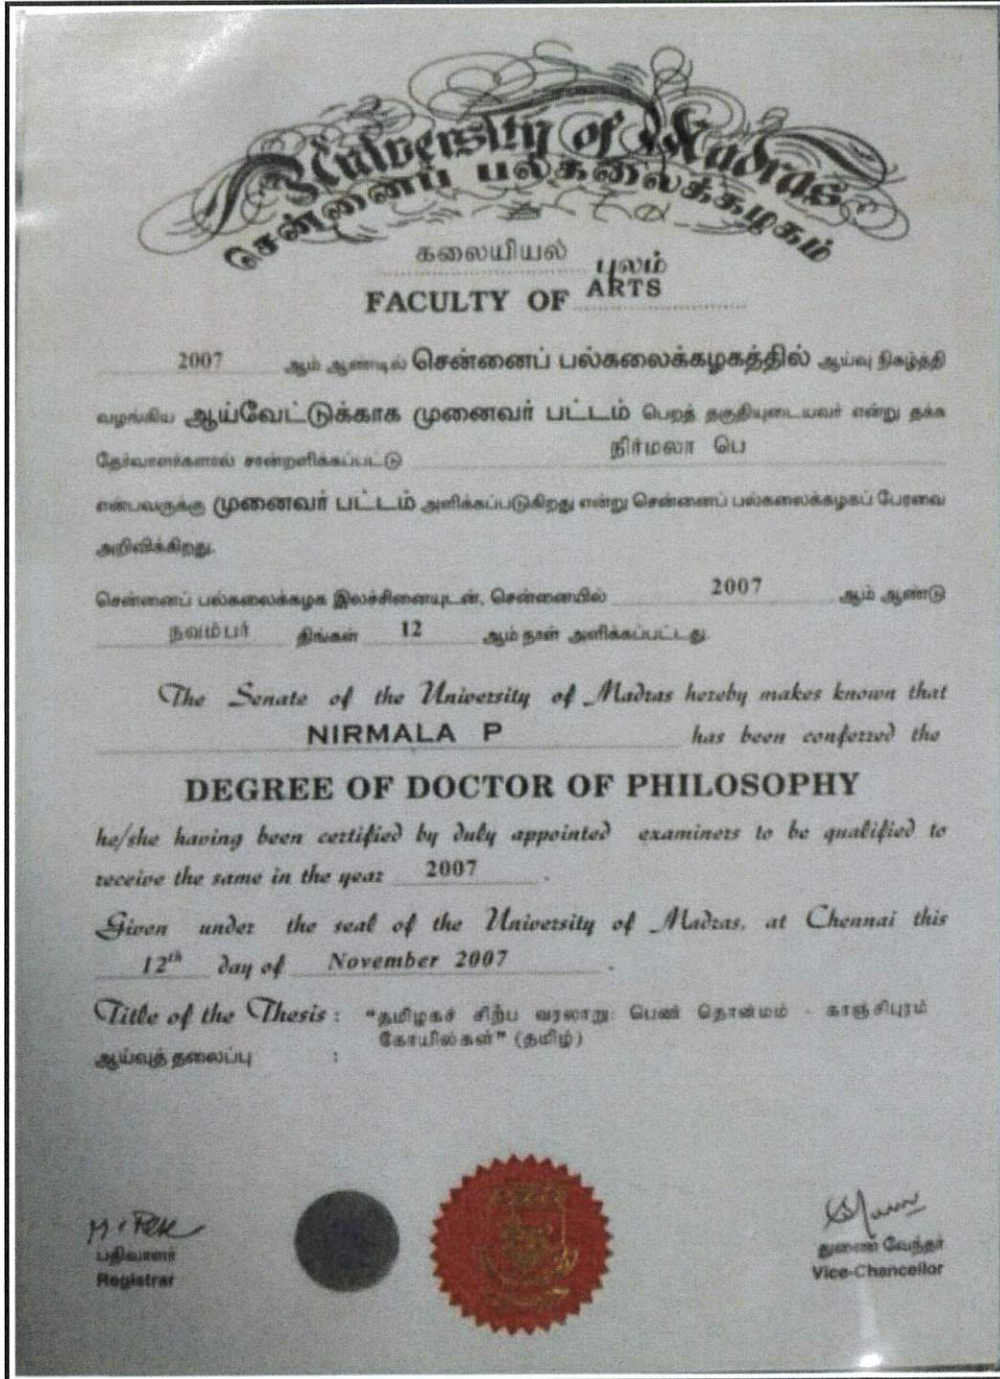 University of Madras
சென்னைப் பல்கலைக்கழகம்
கலையியல் புலம்
FACULTY OF ARTS
2007 ஆம் ஆண்டில் சென்னைப் பல்கலைக்கழகத்தில் ஆய்வு நிகழ்த்தி
வழங்கிய ஆய்வேட்டுக்காக முனைவர் பட்டம் பெறத் தகுதியுடையவர் என்று தக்க
தேர்வாளர்களால் சான்றளிக்கப்பட்டு நிர்மலா பெ
என்பவருக்கு முனைவர் பட்டம் அளிக்கப்படுகிறது என்று சென்னைப் பல்கலைக்கழகப் பேரவை
அறிவிக்கிறது.
சென்னைப் பல்கலைக்கழக இலச்சினையுடன், சென்னையில் 2007 ஆம் ஆண்டு
நவம்பர் திங்கள் 12 ஆம் நாள் அளிக்கப்பட்டது.
The Senate of the University of Madras hereby makes known that
NIRMALA P has been conferred the
DEGREE OF DOCTOR OF PHILOSOPHY
he/she having been certified by duly appointed examiners to be qualified to
receive the same in the year 2007.
Given under the seal of the University of Madras, at Chennai this
12th day of November 2007.
Title of the Thesis : "தமிழகச் சிற்ப வரலாறு: பெண் தொன்மம் - காஞ்சிபுரம்
கோயில்கள்" (தமிழ்)
ஆய்வுத் தலைப்பு :
பதிவாளர்
Registrar
துணை வேந்தர்
Vice-Chancellor